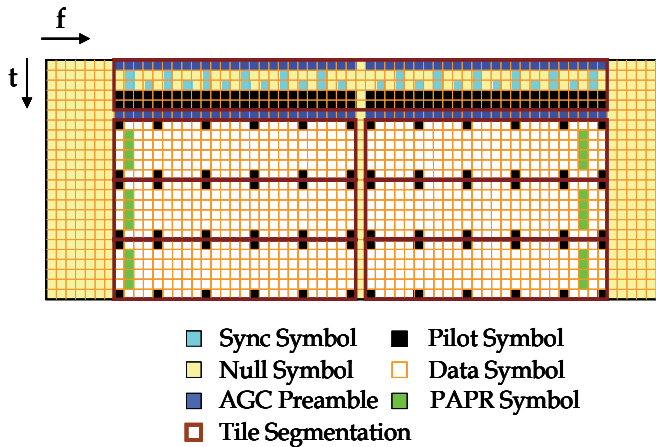 f
t
Sync Symbol
Pilot Symbol
Null Symbol
Data Symbol
AGC Preamble
PAPR Symbol
Tile Segmentation